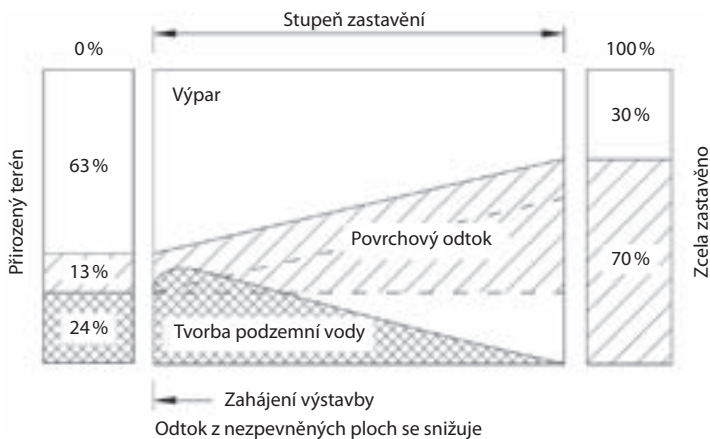 Stupeň zastavění
0 %
100 %
Přirozený terén
63 %
13 %
24 %
Výpar
Povrchový odtok
Tvorba podzemní vody
30 %
70 %
Zcela zastavěno
Zahájení výstavby
Odtok z nezpevněných ploch se snižuje